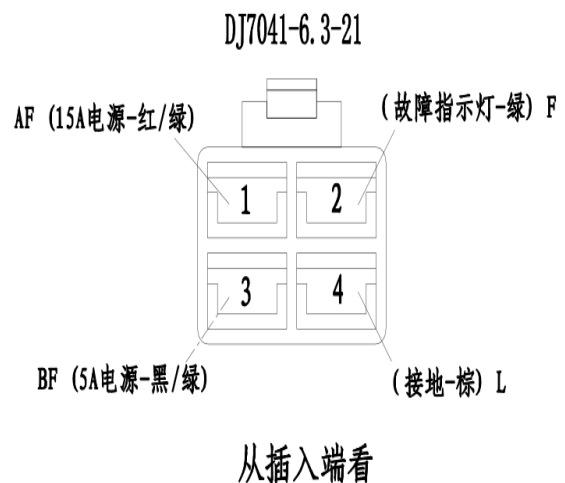 DJ7041-6.3-21
AF (15A电源-红/绿)
(故障指示灯-绿) F
1
2
3
4
BF (5A电源-黑/绿)
(接地-棕) L
从插入端看